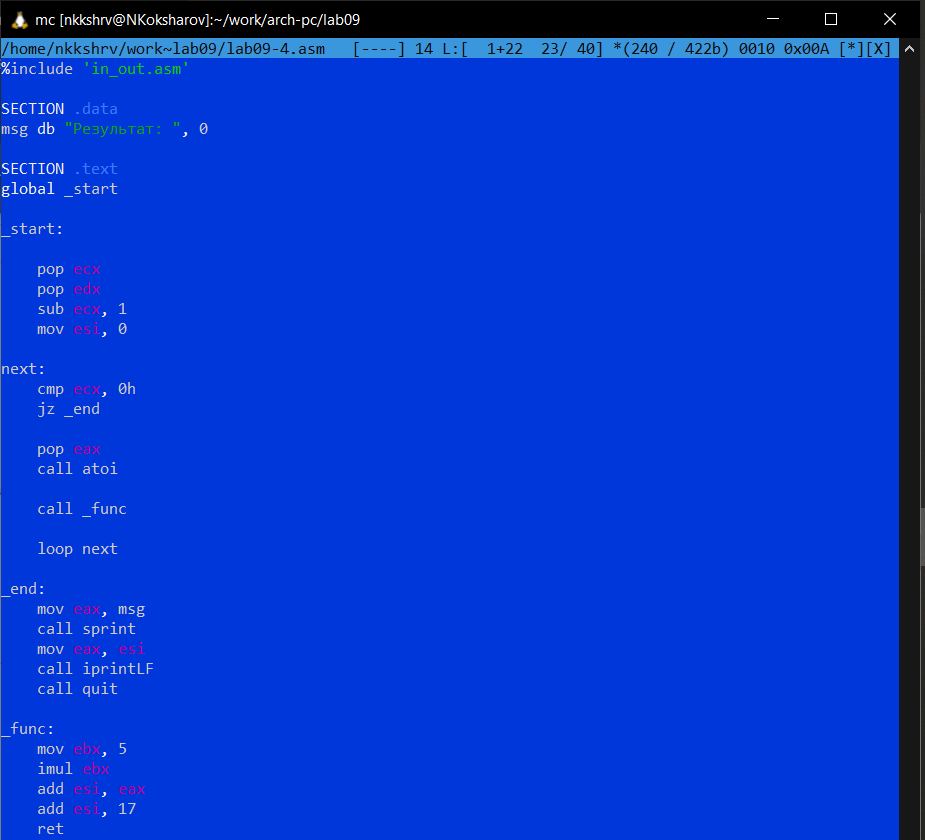 mc [nkkshrv@NKoksharov]:~/work/arch-pc/lab09
/home/nkkshrv/work~lab09/lab09-4.asm   [----] 14 L:[  1+22  23/ 40] *(240 / 422b) 0010 0x00A [*][X]
%include 'in_out.asm'
SECTION .data
msg db "Результат: ", 0
SECTION .text
global _start
_start:
    pop ecx
    pop edx
    sub ecx, 1
    mov esi, 0
next:
    cmp ecx, 0h
    jz _end
    pop eax
    call atoi
    call _func
    loop next
_end:
    mov eax, msg
    call sprint
    mov eax, esi
    call iprintLF
    call quit
_func:
    mov ebx, 5
    imul ebx
    add esi, eax
    add esi, 17
    ret